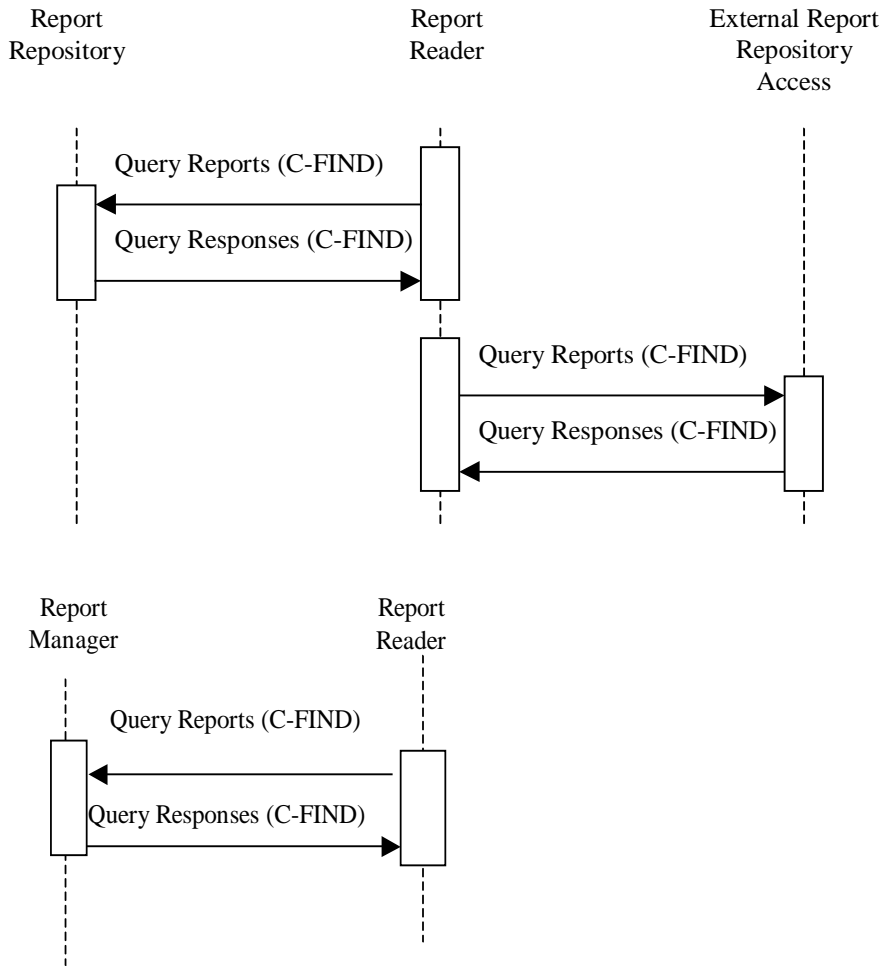 Report
Repository
Report
Reader
External Report
Repository
Access
Query Reports (C-FIND)
Query Responses (C-FIND)
Query Reports (C-FIND)
Query Responses (C-FIND)
Report
Manager
Report
Reader
Query Reports (C-FIND)
Query Responses (C-FIND)